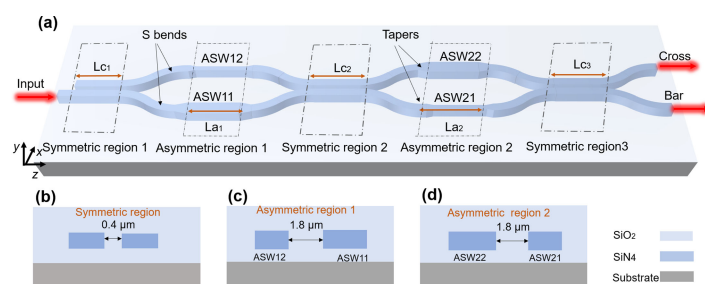 (a)
S bends
ASW12
Tapers
ASW22
Cross
Lc1
Lc2
Lc3
Input
ASW11
ASW21
Bar
La1
La2
y
x
z
Symmetric region 1
Asymmetric region 1
Symmetric region 2
Asymmetric region 2
Symmetric region3
(b)
Symmetric region
0.4 μm
(c)
Asymmetric region 1
1.8 μm
ASW12
ASW11
(d)
Asymmetric region 2
1.8 μm
ASW22
ASW21
SiO2
SiN4
Substrate